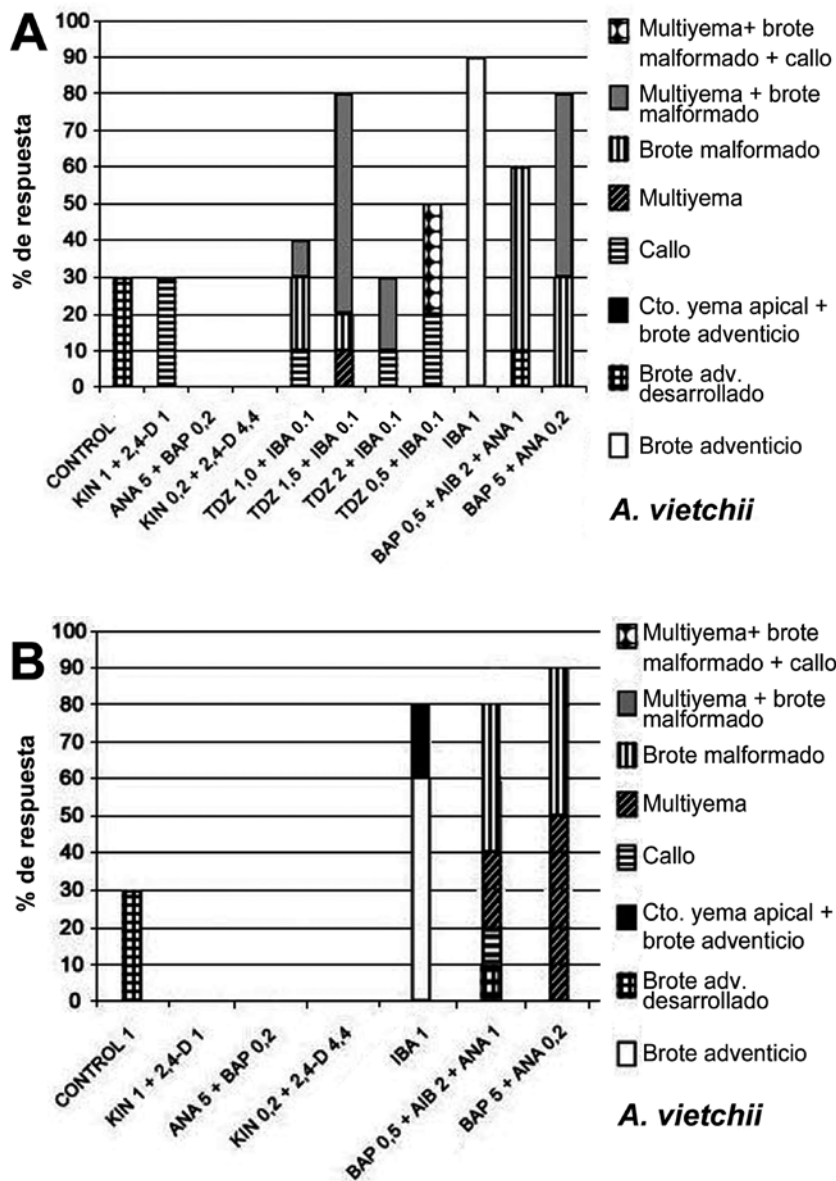 A
% de respuesta
100
90
80
70
60
50
40
30
20
10
0
CONTROL
KIN 1 + 2,4-D 1
ANA 5 + BAP 0,2
KIN 0,2 + 2,4-D 4,4
TDZ 1,0 + IBA 0.1
TDZ 1,5 + IBA 0.1
TDZ 2 + IBA 0.1
TDZ 0,5 + IBA 0.1
IBA 1
BAP 0,5 + AIB 2 + ANA 1
BAP 5 + ANA 0,2
Multiyema+ brote
malformado + callo
Multiyema + brote
malformado
Brote malformado
Multiyema
Callo
Cto. yema apical +
brote adventicio
Brote adv.
desarrollado
Brote adventicio
A. vietchii
B
% de respuesta
100
90
80
70
60
50
40
30
20
10
0
CONTROL 1
KIN 1 + 2,4-D 1
ANA 5 + BAP 0,2
KIN 0,2 + 2,4-D 4,4
IBA 1
BAP 0,5 + AIB 2 + ANA 1
BAP 5 + ANA 0,2
Multiyema+ brote
malformado + callo
Multiyema + brote
malformado
Brote malformado
Multiyema
Callo
Cto. yema apical +
brote adventicio
Brote adv.
desarrollado
Brote adventicio
A. vietchii